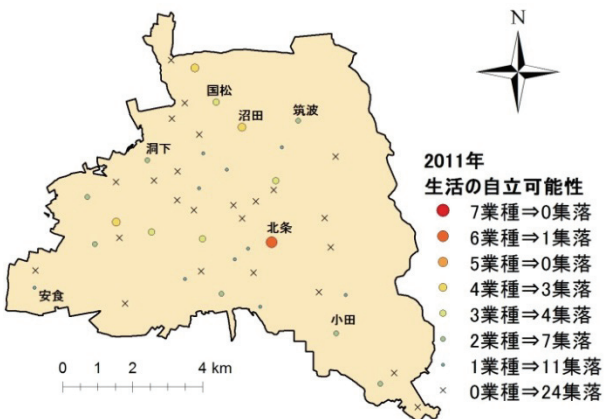 N
国松
沼田
筑波
洞下
北条
安食
小田
0 2 4 km
2011年
生活の自立可能性
7業種⇒0集落
6業種⇒1集落
5業種⇒0集落
4業種⇒3集落
3業種⇒4集落
2業種⇒7集落
1業種⇒11集落
0業種⇒24集落